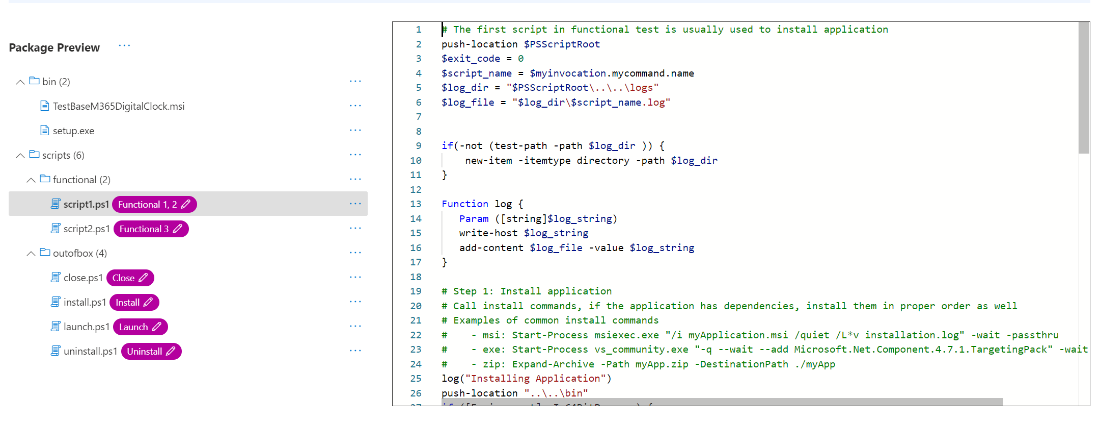 Package Preview ...
bin (2) ...
TestBaseM365DigitalClock.msi ...
setup.exe ...
scripts (6) ...
functional (2) ...
script1.ps1 Functional 1, 2 ...
script2.ps1 Functional 3 ...
outofbox (4) ...
close.ps1 Close ...
install.ps1 Install ...
launch.ps1 Launch ...
uninstall.ps1 Uninstall ...
1 # The first script in functional test is usually used to install application
2 push-location $PSScriptRoot
3 $exit_code = 0
4 $script_name = $myinvocation.mycommand.name
5 $log_dir = "$PSScriptRoot\..\..\logs"
6 $log_file = "$log_dir\$script_name.log"
7
8
9 if(-not (test-path -path $log_dir )) {
10     new-item -itemtype directory -path $log_dir
11 }
12
13 Function log {
14    Param ([string]$log_string)
15    write-host $log_string
16    add-content $log_file -value $log_string
17 }
18
19 # Step 1: Install application
20 # Call install commands, if the application has dependencies, install them in proper order as well
21 # Examples of common install commands
22 #    - msi: Start-Process msiexec.exe "/i myApplication.msi /quiet /L*v installation.log" -wait -passthru
23 #    - exe: Start-Process vs_community.exe "-q --wait --add Microsoft.Net.Component.4.7.1.TargetingPack" -wait
24 #    - zip: Expand-Archive -Path myApp.zip -DestinationPath ./myApp
25 log("Installing Application")
26 push-location "..\..\bin"